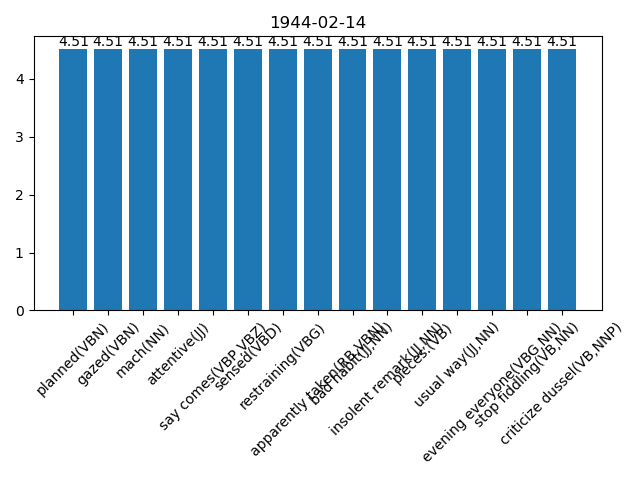 1944-02-14
4.51 4.51 4.51 4.51 4.51 4.51 4.51 4.51 4.51 4.51 4.51 4.51 4.51 4.51 4.51
4
3
2
1
0
planned(VBN)
gazed(VBN)
mach(NN)
attentive(JJ)
say comes(VBP,VBZ)
sensed(VBD)
restraining(VBG)
apparently taken(RB,VBN)
bad habit(JJ,NN)
insolent remark(JJ,NN)
pieces.(VB)
usual way(JJ,NN)
evening everyone(VBG,NN)
stop fiddling(VB,NN)
criticize dussel(VB,NNP)